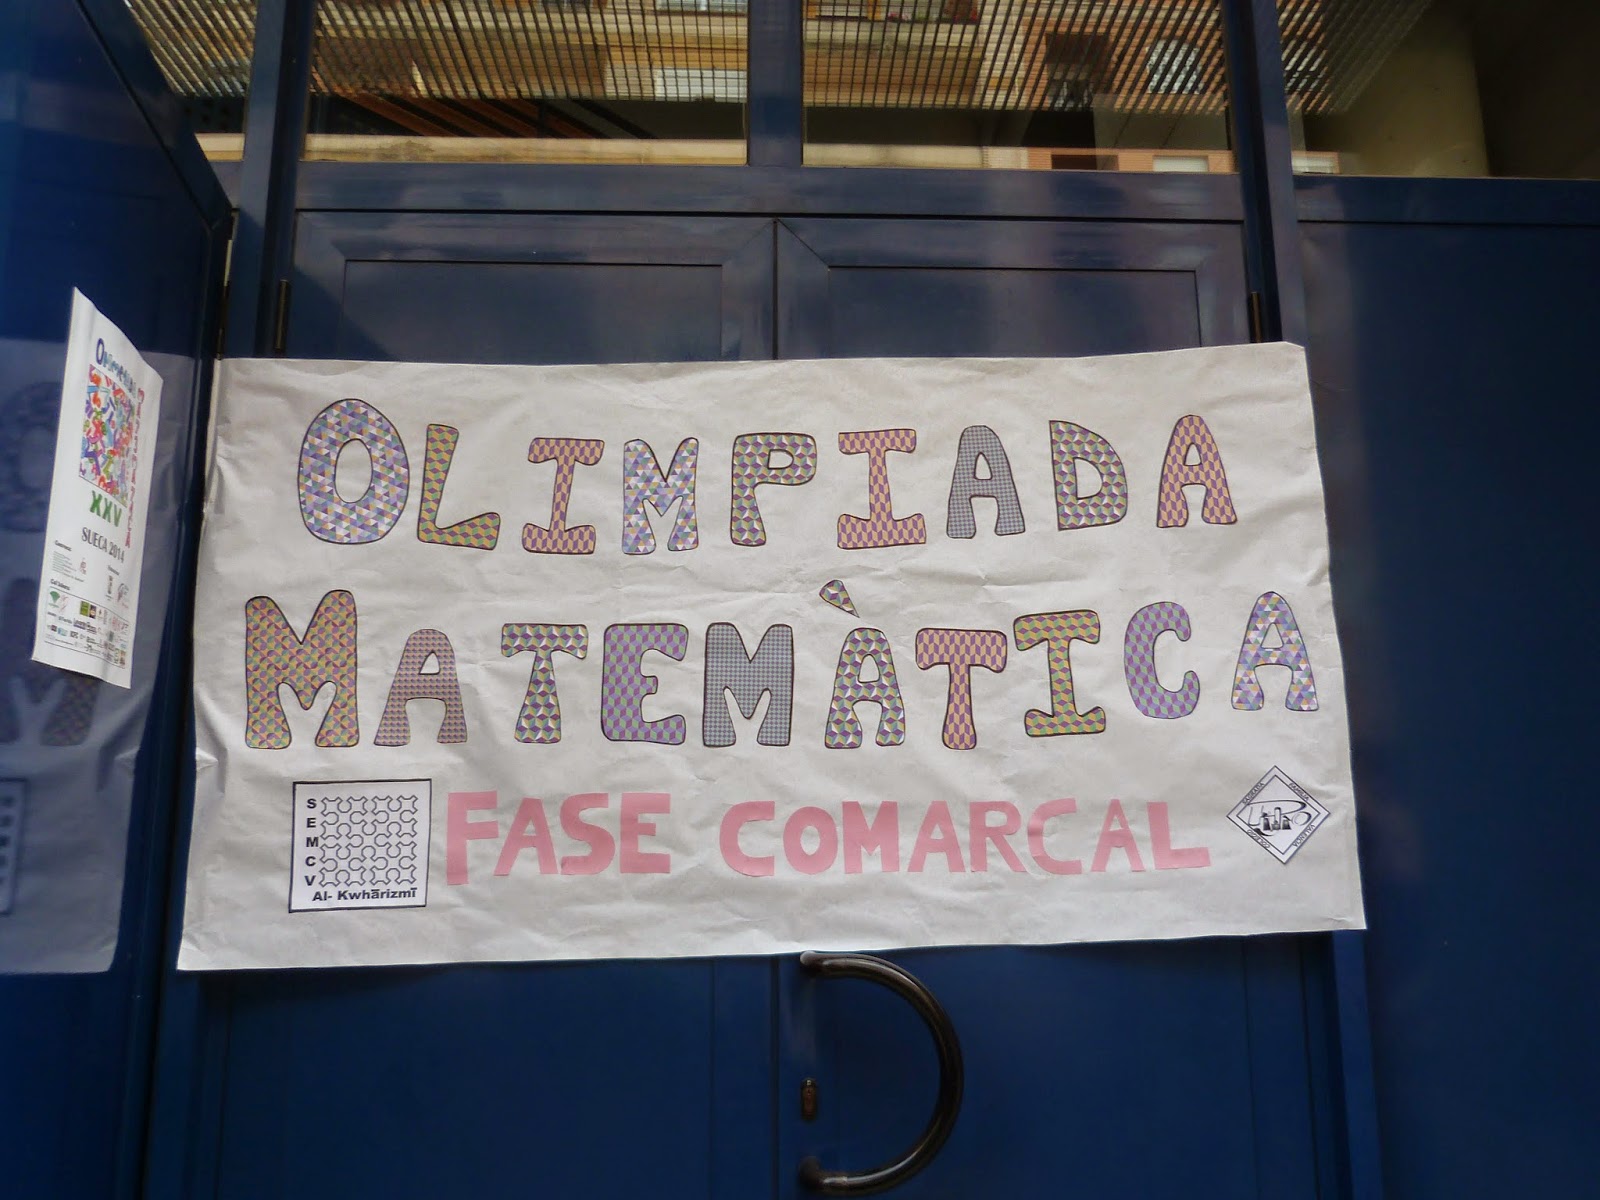 OLIMPIADA
MATEMÀTICA
FASE COMARCAL
SEMCV
Al- Kwhārizmī
XXV
SUECA 2014